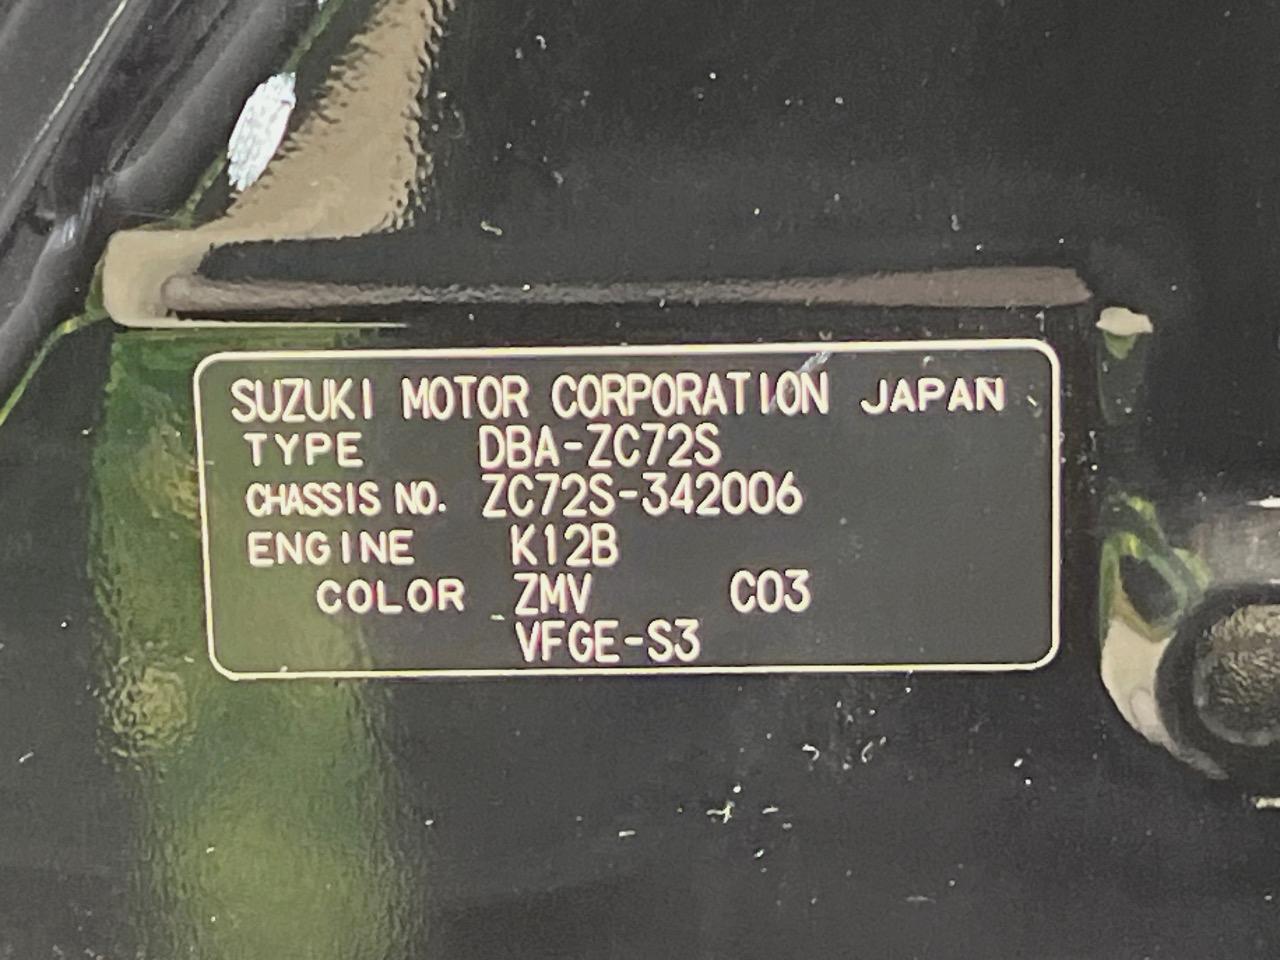 SUZUKI MOTOR CORPORATION JAPAN
TYPE DBA-ZC72S
CHASSIS NO. ZC72S-342006
ENGINE K12B
COLOR ZMV C03
VFGE-S3